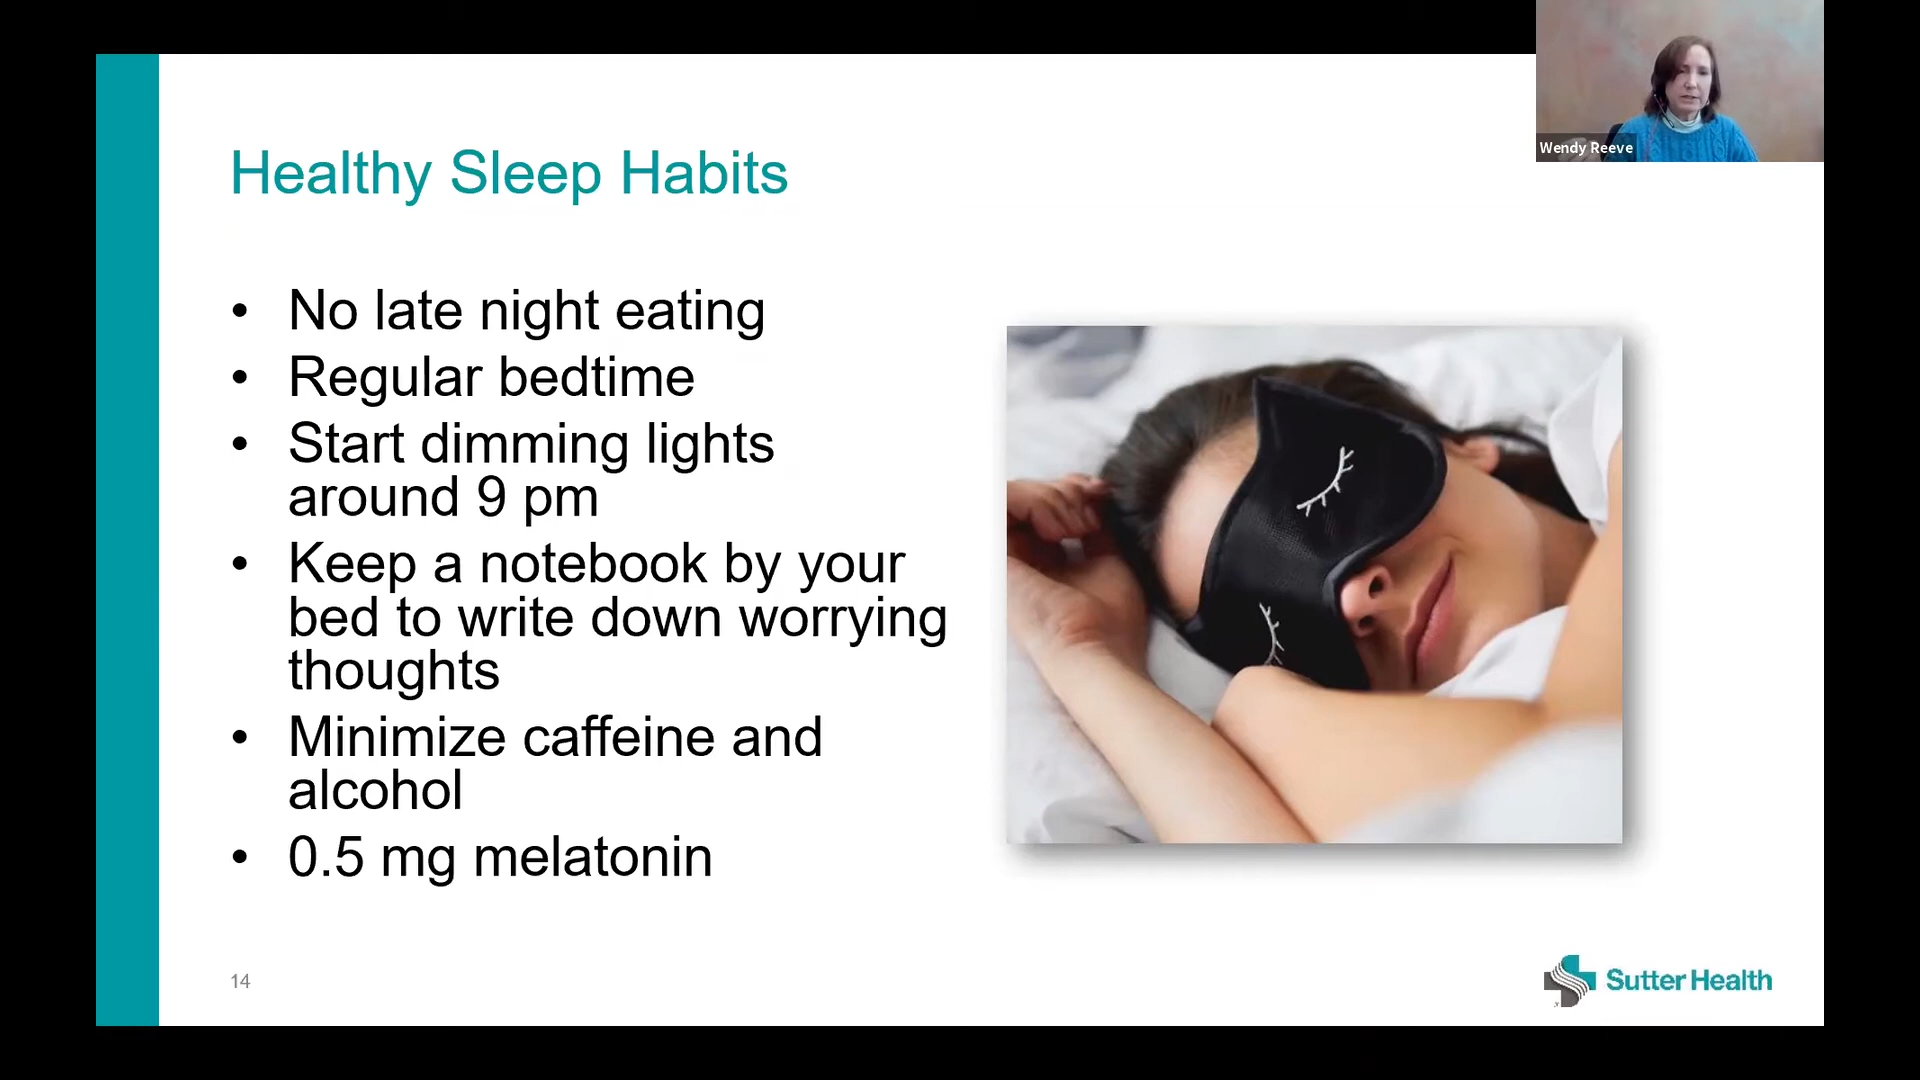 Wendy Reeve
Healthy Sleep Habits
• No late night eating
• Regular bedtime
• Start dimming lights
around 9 pm
• Keep a notebook by your
bed to write down worrying
thoughts
• Minimize caffeine and
alcohol
• 0.5 mg melatonin
14
Sutter Health